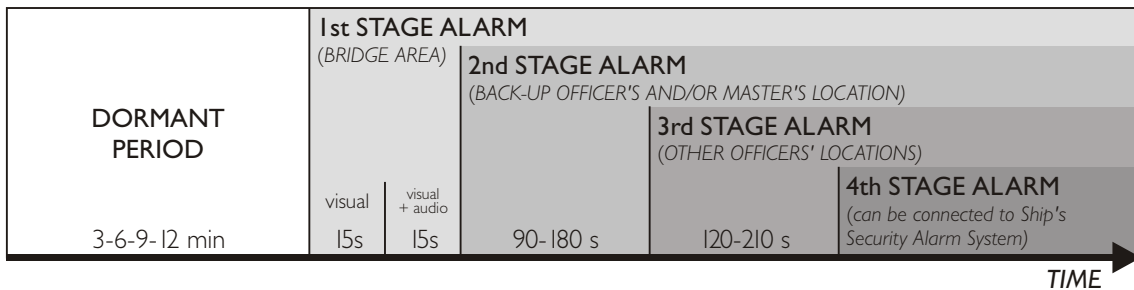 DORMANT
PERIOD
3-6-9-12 min
1st STAGE ALARM
(BRIDGE AREA)
visual
15s
visual
+ audio
15s
2nd STAGE ALARM
(BACK-UP OFFICER'S AND/OR MASTER'S LOCATION)
90-180 s
3rd STAGE ALARM
(OTHER OFFICERS' LOCATIONS)
120-210 s
4th STAGE ALARM
(can be connected to Ship's
Security Alarm System)
TIME